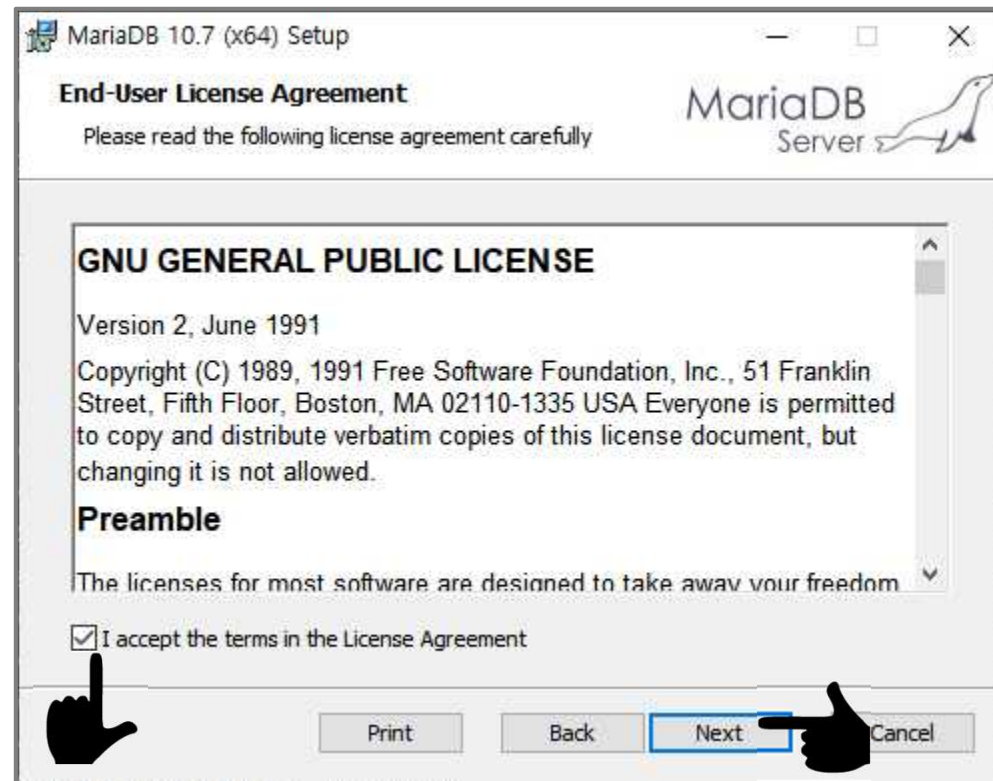 MariaDB 10.7 (x64) Setup
End-User License Agreement
Please read the following license agreement carefully
MariaDB
Server
GNU GENERAL PUBLIC LICENSE
Version 2, June 1991
Copyright (C) 1989, 1991 Free Software Foundation, Inc., 51 Franklin
Street, Fifth Floor, Boston, MA 02110-1335 USA Everyone is permitted
to copy and distribute verbatim copies of this license document, but
changing it is not allowed.
Preamble
The licenses for most software are designed to take away your freedom
I accept the terms in the License Agreement
Print
Back
Next
Cancel